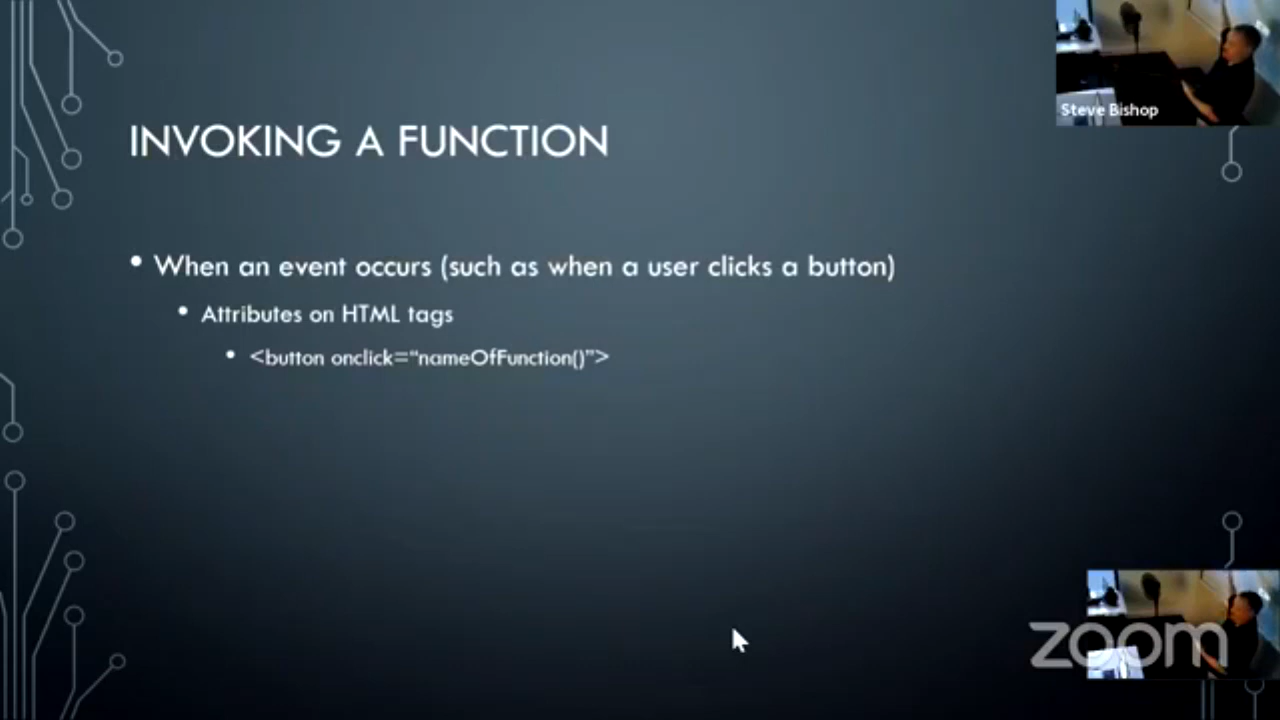 Steve Bishop
INVOKING A FUNCTION
• When an event occurs (such as when a user clicks a button)
• Attributes on HTML tags
• <button onclick=“nameOfFunction()”>
zoom